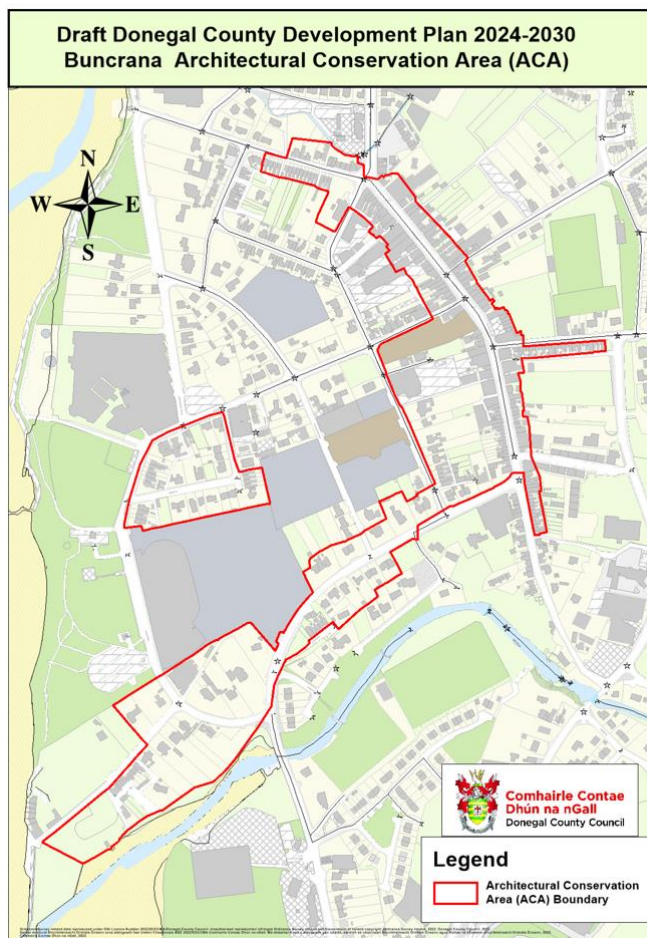 Draft Donegal County Development Plan 2024-2030
Buncrana Architectural Conservation Area (ACA)
N
W E
S
Comhairle Contae
Dhún na nGall
Donegal County Council
Legend
Architectural Conservation
Area (ACA) Boundary